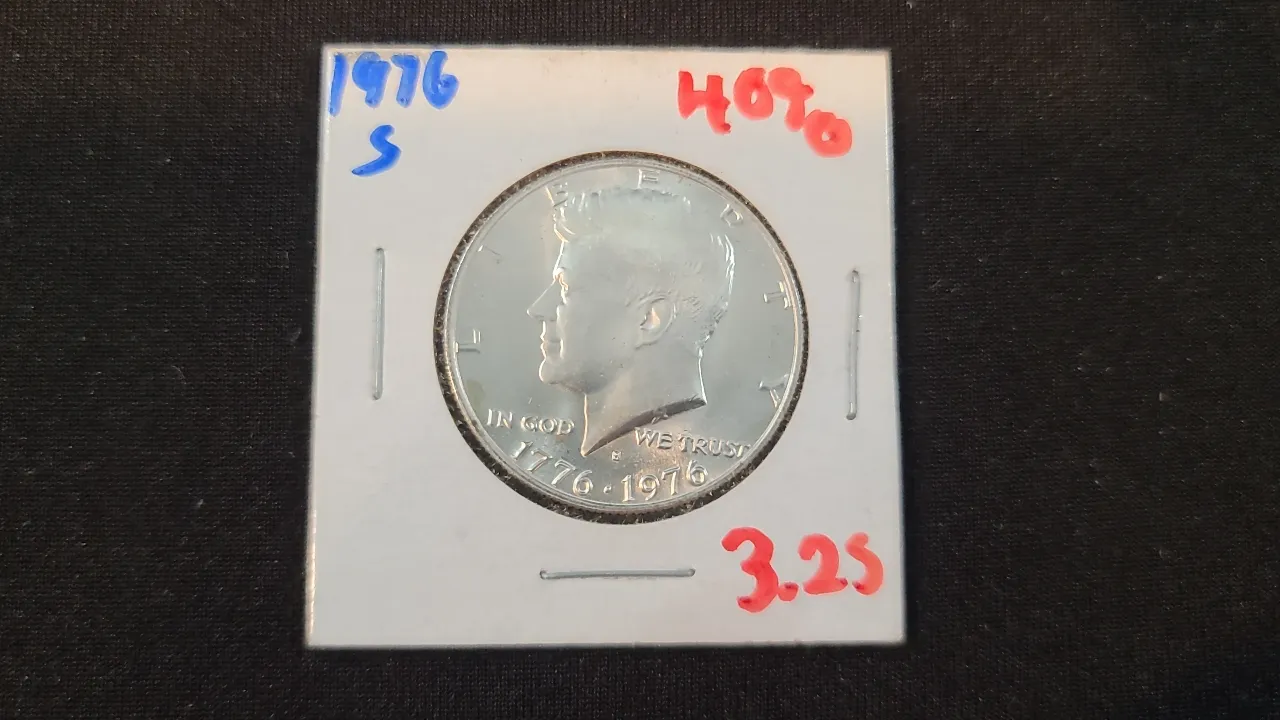 1976
S
40%
LIBERTY
IN GOD WE TRUST
1776·1976
3.25